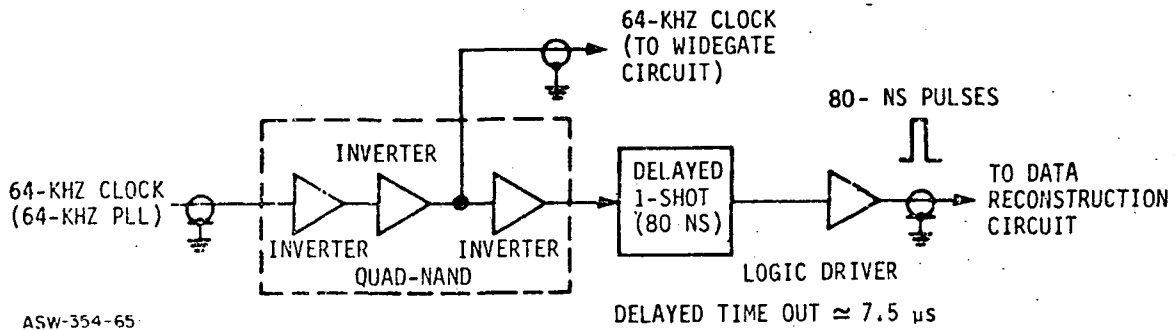 64-KHZ CLOCK
(TO WIDEGATE
CIRCUIT)
80- NS PULSES
INVERTER
64-KHZ CLOCK
(64-KHZ PLL)
DELAYED
1-SHOT
(80 NS)
TO DATA
RECONSTRUCTION
CIRCUIT
INVERTER
INVERTER
QUAD-NAND
LOGIC DRIVER
DELAYED TIME OUT ≃ 7.5 μs
ASW-354-65